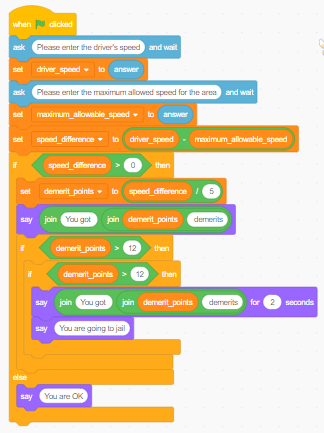 when clicked
ask Please enter the driver's speed and wait
set driver_speed to answer
ask Please enter the maximum allowed speed for the area and wait
set maximum_allowable_speed to answer
set speed_difference to driver_speed - maximum_allowable_speed
if speed_difference > 0 then
set demerit_points to speed_difference / 5
say join You got join demerit_points demerits
if demerit_points > 12 then
if demerit_points > 12 then
say join You got join demerit_points demerits for 2 seconds
say You are going to jail
else
say You are OK